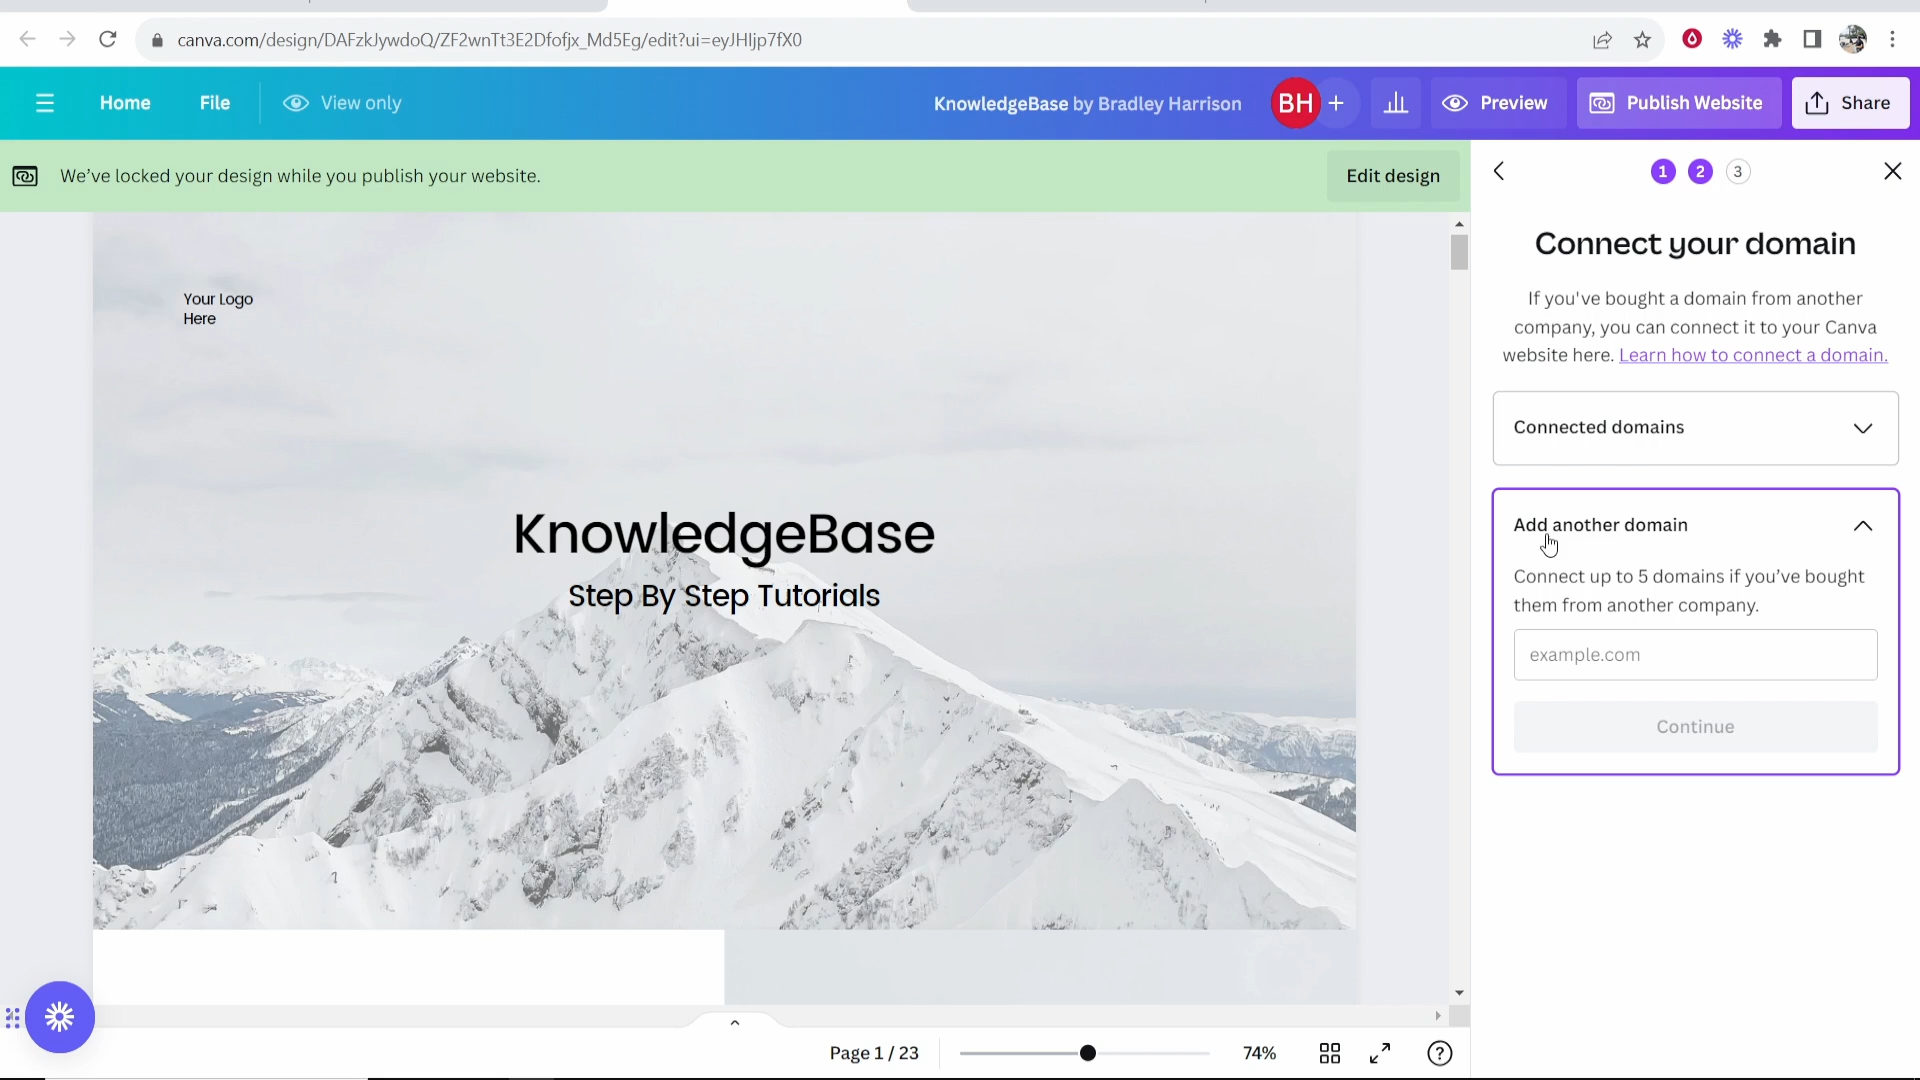 canva.com/design/DAFzkJywdoQ/ZF2wnTt3E2Dfofjx_Md5Eg/edit?ui=eyJHIjp7fX0
Home
File
View only
KnowledgeBase by Bradley Harrison
BH
+
Preview
Publish Website
Share
We've locked your design while you publish your website.
Edit design
1
2
3
Your Logo
Here
KnowledgeBase
Step By Step Tutorials
Connect your domain
If you've bought a domain from another
company, you can connect it to your Canva
website here. Learn how to connect a domain.
Connected domains
Add another domain
Connect up to 5 domains if you've bought
them from another company.
example.com
Continue
Page 1 / 23
74%
?